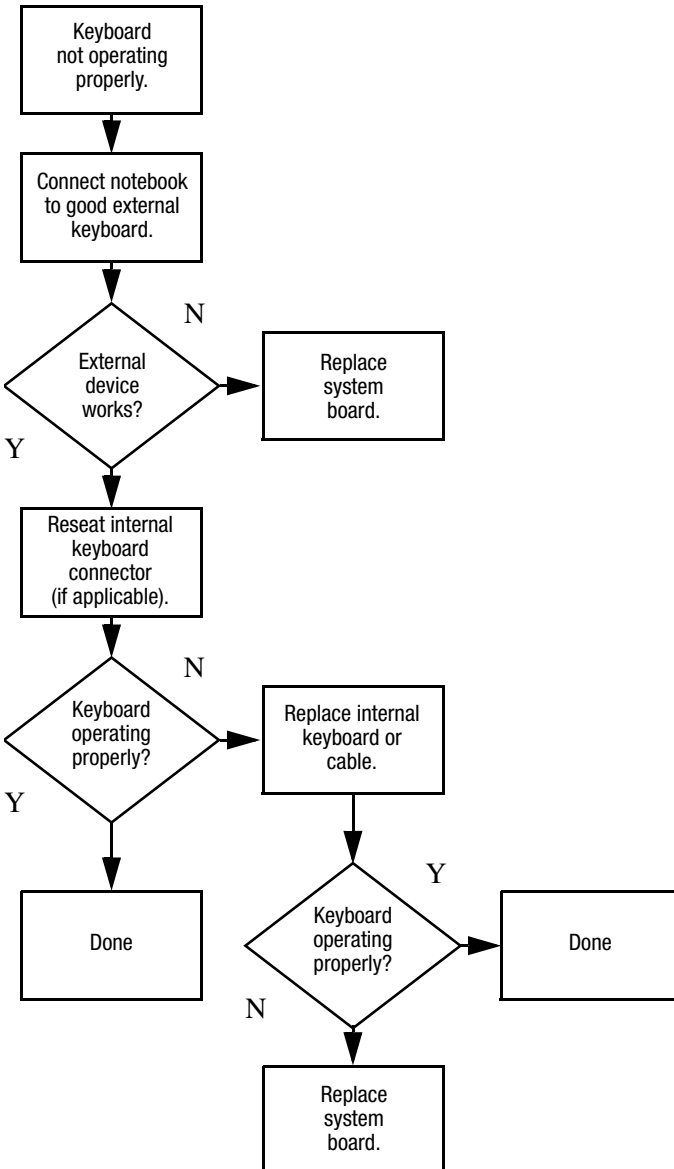 Keyboard
not operating
properly.
Connect notebook
to good external
keyboard.
N
External
device
works?
Replace
system
board.
Y
Reseat internal
keyboard
connector
(if applicable).
N
Keyboard
operating
properly?
Replace internal
keyboard or
cable.
Y
Y
Done
Keyboard
operating
properly?
Done
N
Replace
system
board.